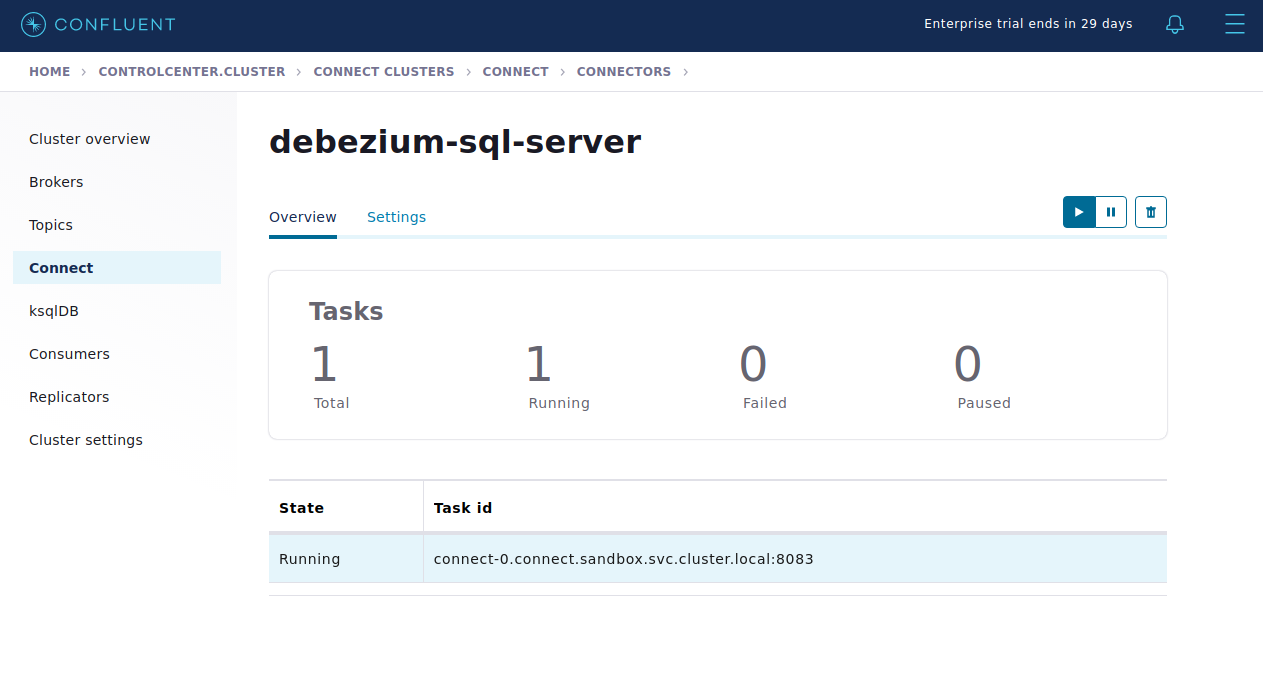 CONFLUENT
Enterprise trial ends in 29 days
HOME > CONTROLCENTER.CLUSTER > CONNECT CLUSTERS > CONNECT > CONNECTORS >
Cluster overview
Brokers
Topics
Connect
ksqlDB
Consumers
Replicators
Cluster settings
debezium-sql-server
Overview Settings
Tasks
1 1 0 0
Total Running Failed Paused
State Task id
Running connect-0.connect.sandbox.svc.cluster.local:8083